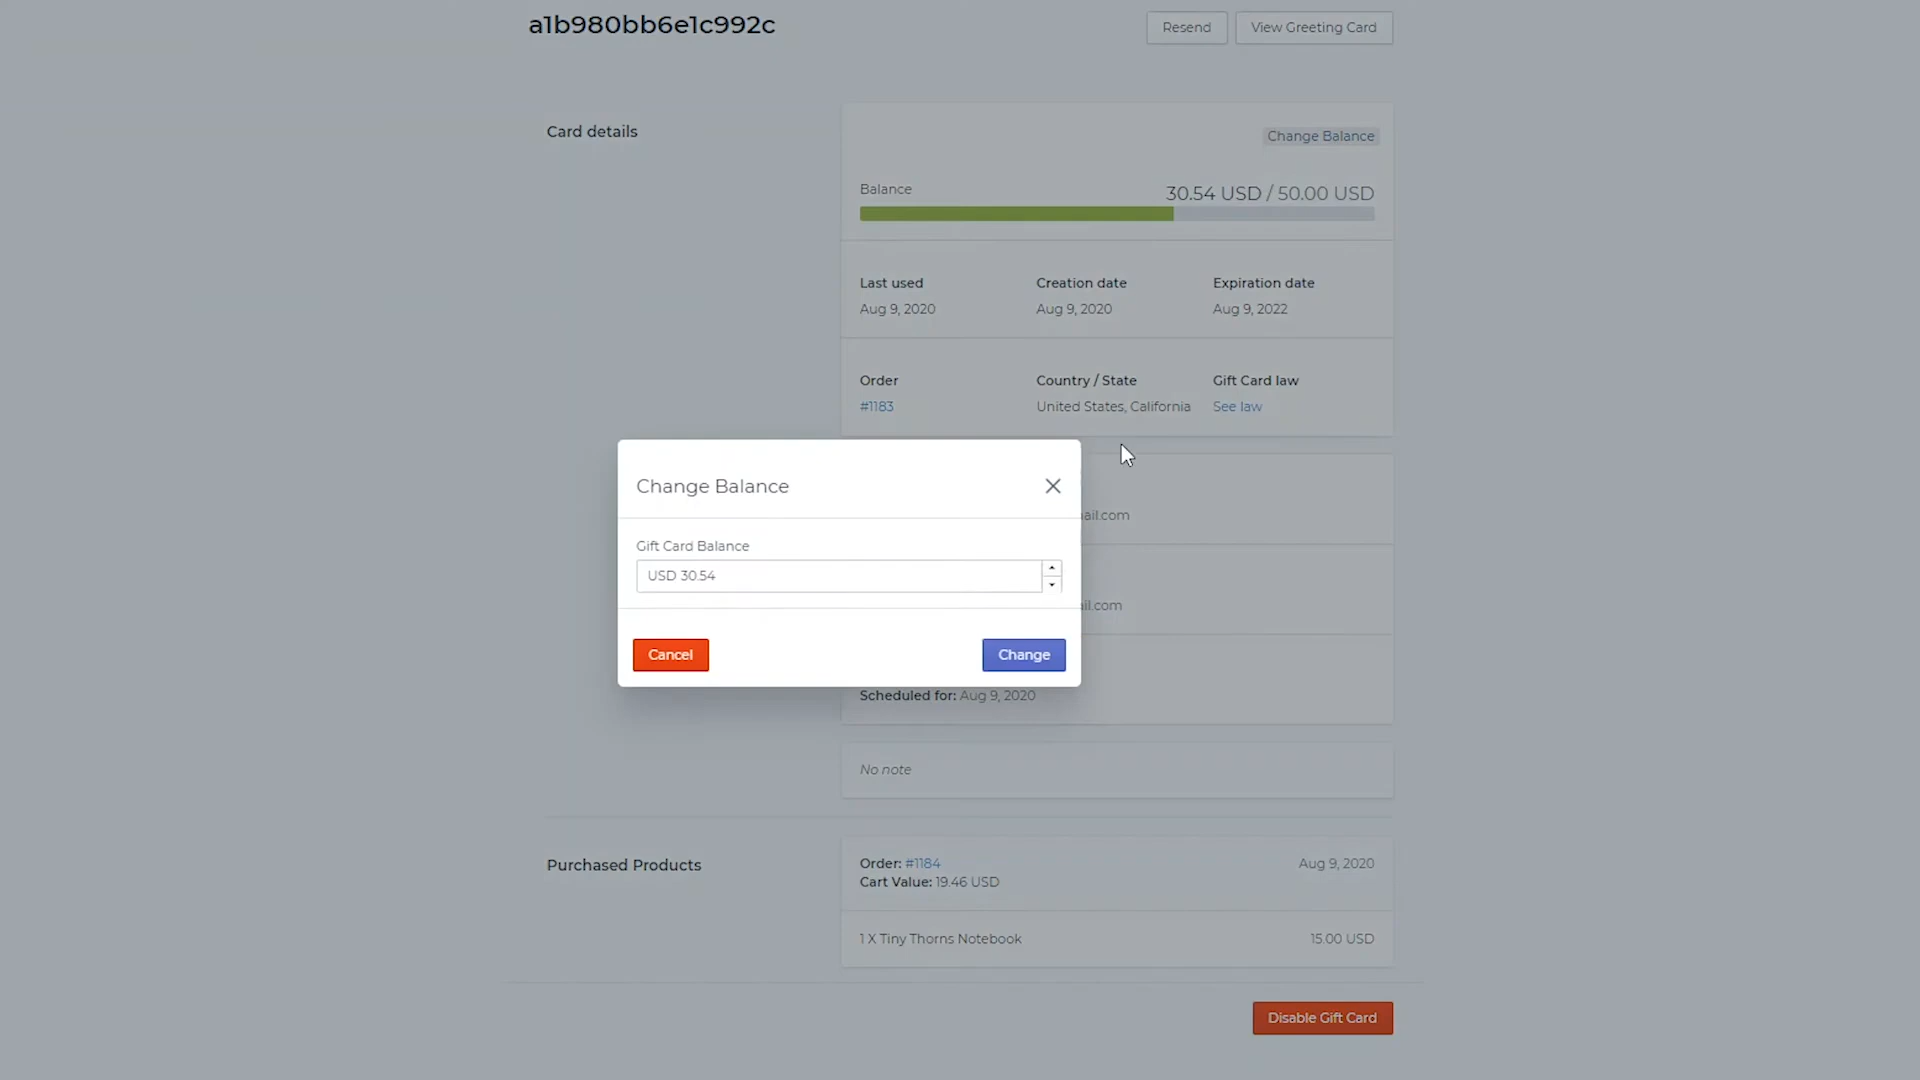 a1b980bb6e1c992c
Resend
View Greeting Card
Card details
Change Balance
Balance
30.54 USD / 50.00 USD
Last used
Creation date
Expiration date
Aug 9, 2020
Aug 9, 2020
Aug 9, 2022
Order
Country / State
Gift Card law
#1183
United States, California
See law
Change Balance
ail.com
Gift Card Balance
USD 30.54
il.com
Cancel
Change
Scheduled for: Aug 9, 2020
No note
Purchased Products
Order: #1184
Aug 9, 2020
Cart Value: 19.46 USD
1 X Tiny Thorns Notebook
15.00 USD
Disable Gift Card